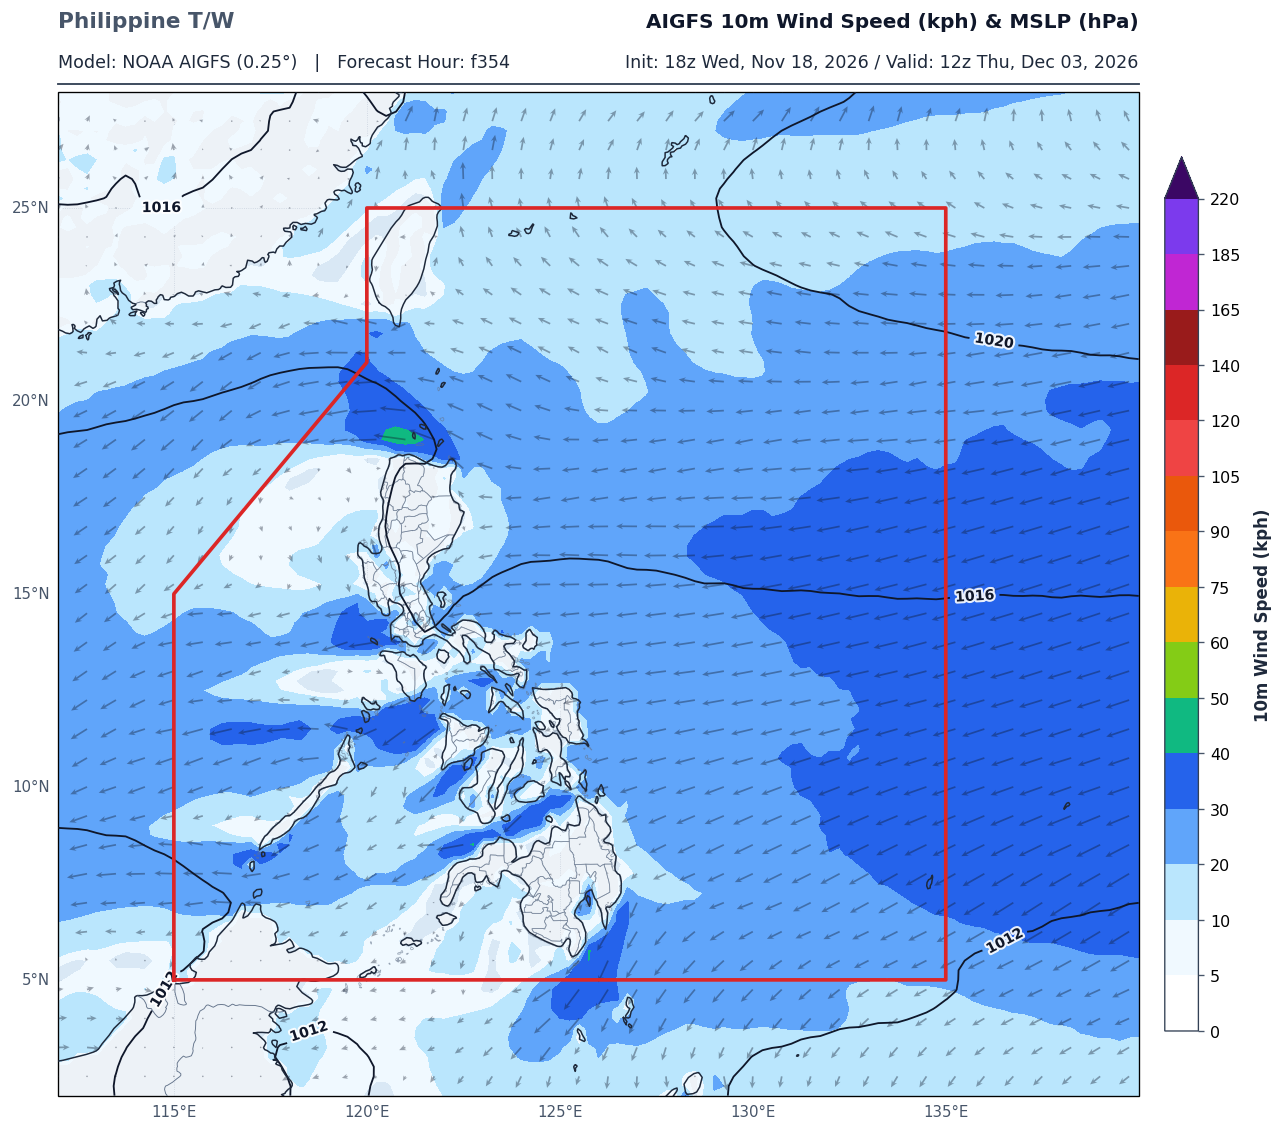 Philippine T/W
AIGFS 10m Wind Speed (kph) & MSLP (hPa)
Model: NOAA AIGFS (0.25°) | Forecast Hour: f354
Init: 18z Wed, Nov 18, 2026 / Valid: 12z Thu, Dec 03, 2026
25°N
20°N
15°N
10°N
5°N
1016
1020
1016
1012
1012
1012
115°E
120°E
125°E
130°E
135°E
220
185
165
140
120
105
90
75
60
50
40
30
20
10
5
0
10m Wind Speed (kph)